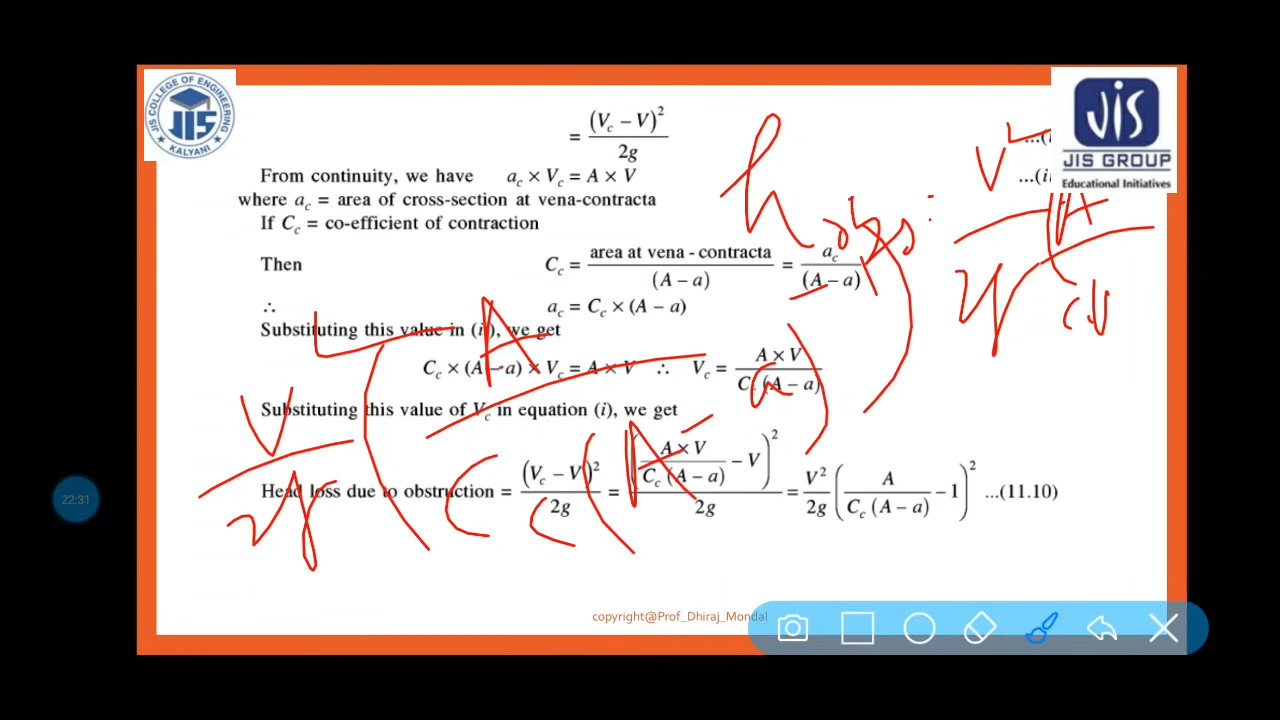 JIS COLLEGE OF ENGINEERING
JIS
KALYANI
JIS
JIS GROUP
Educational Initiatives
= (V_c − V)² / 2g
From continuity, we have a_c × V_c = A × V ...(ii
where a_c = area of cross-section at vena-contracta
If C_c = co-efficient of contraction
Then C_c = area at vena - contracta / (A − a) = a_c / (A − a)
∴ a_c = C_c × (A − a)
Substituting this value in (i), we get
C_c × (A − a) × V_c = A × V ∴ V_c = A × V / C_c (A − a)
Substituting this value of V_c in equation (i), we get
Head loss due to obstruction = (V_c − V)² / 2g = (A × V / C_c (A − a) − V)² / 2g = V² / 2g (A / C_c (A − a) − 1)² ...(11.10)
copyright@Prof_Dhiraj_Mondal
22:31